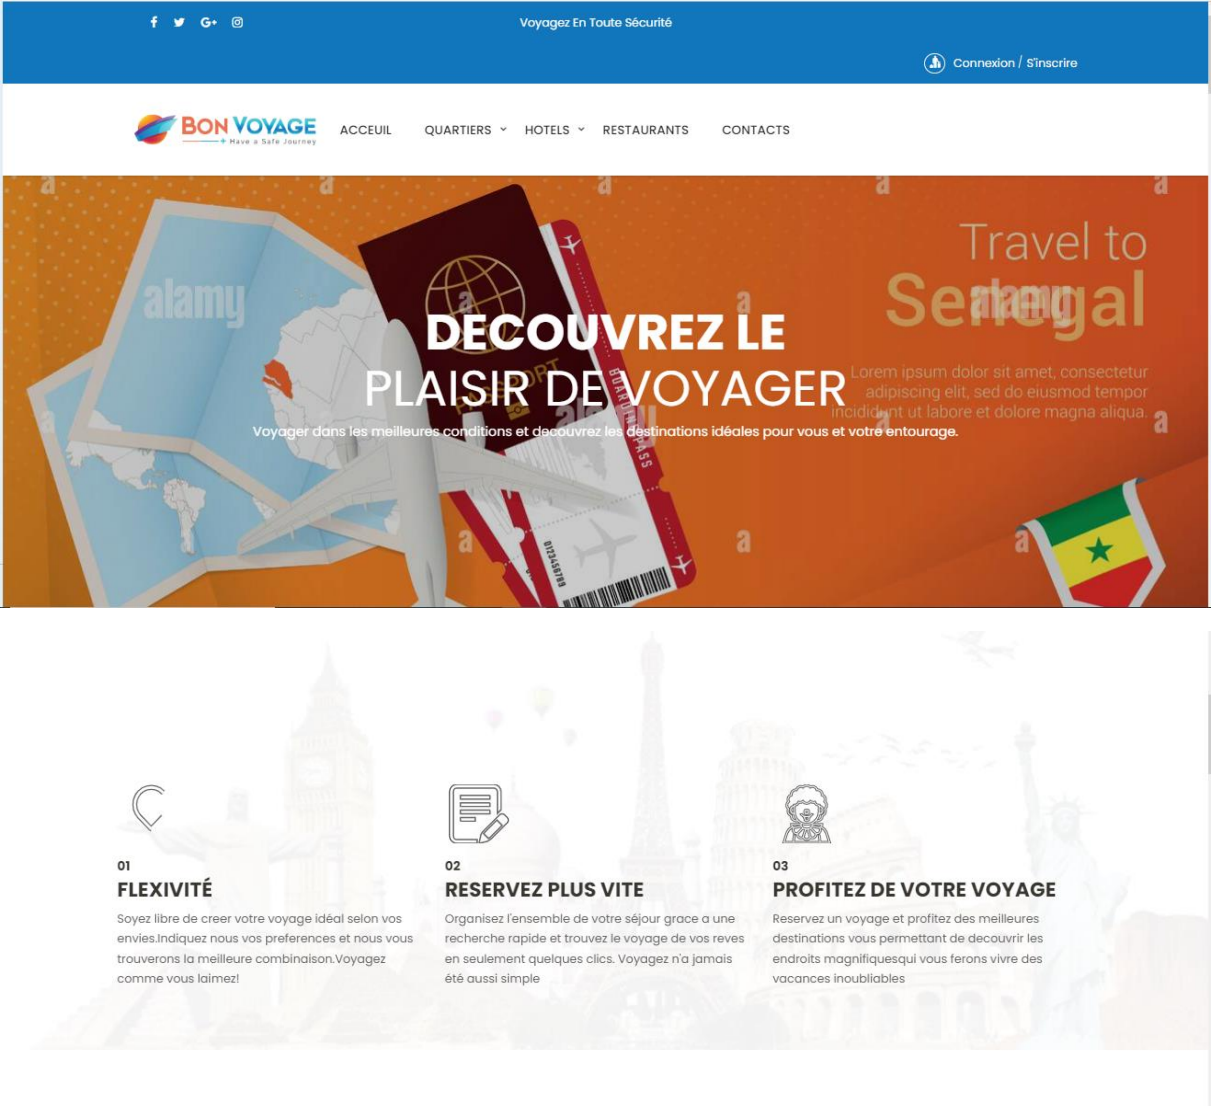 Voyagez En Toute Sécurité
Connexion / S'inscrire
BON VOYAGE
Have a Safe Journey
ACCEUIL QUARTIERS HOTELS RESTAURANTS CONTACTS
a a a a a
Travel to
Senegal
alamy
a a
alamy
DECOUVREZ LE
PASSPORT
BOARDING PASS
PLAISIR DE VOYAGER
Lorem ipsum dolor sit amet, consectetur
adipiscing elit, sed do eiusmod tempor
incididunt ut labore et dolore magna aliqua.
a alamy a a
Voyager dans les meilleures conditions et decouvrez les destinations idéales pour vous et votre entourage.
a a a
0123456789
01
FLEXIVITÉ
Soyez libre de creer votre voyage idéal selon vos
envies.Indiquez nous vos preferences et nous vous
trouverons la meilleure combinaison.Voyagez
comme vous laimez!
02
RESERVEZ PLUS VITE
Organisez l'ensemble de votre séjour grace a une
recherche rapide et trouvez le voyage de vos reves
en seulement quelques clics. Voyagez n'a jamais
été aussi simple
03
PROFITEZ DE VOTRE VOYAGE
Reservez un voyage et profitez des meilleures
destinations vous permettant de decouvrir les
endroits magnifiquesqui vous ferons vivre des
vacances inoubliables